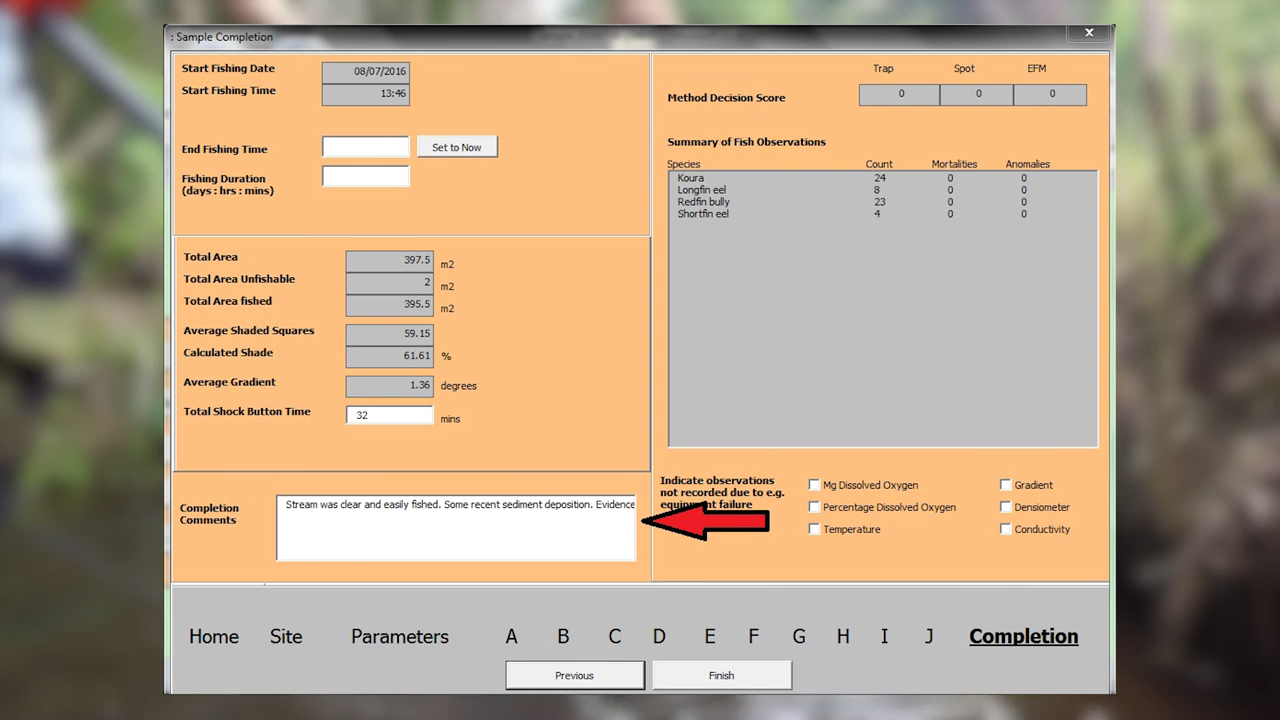 : Sample Completion
x
Start Fishing Date 08/07/2016
Start Fishing Time 13:46
End Fishing Time Set to Now
Fishing Duration
(days : hrs : mins)
Total Area 397.5 m2
Total Area Unfishable 2 m2
Total Area fished 395.5 m2
Average Shaded Squares 59.15
Calculated Shade 61.61 %
Average Gradient 1.36 degrees
Total Shock Button Time 32 mins
Completion
Comments
Stream was clear and easily fished. Some recent sediment deposition. Evidence
Trap Spot EFM
Method Decision Score 0 0 0
Summary of Fish Observations
Species Count Mortalities Anomalies
Koura 24 0 0
Longfin eel 8 0 0
Redfin bully 23 0 0
Shortfin eel 4 0 0
Indicate observations
not recorded due to e.g.
equipment failure
Mg Dissolved Oxygen Gradient
Percentage Dissolved Oxygen Densiometer
Temperature Conductivity
Home Site Parameters A B C D E F G H I J Completion
Previous Finish